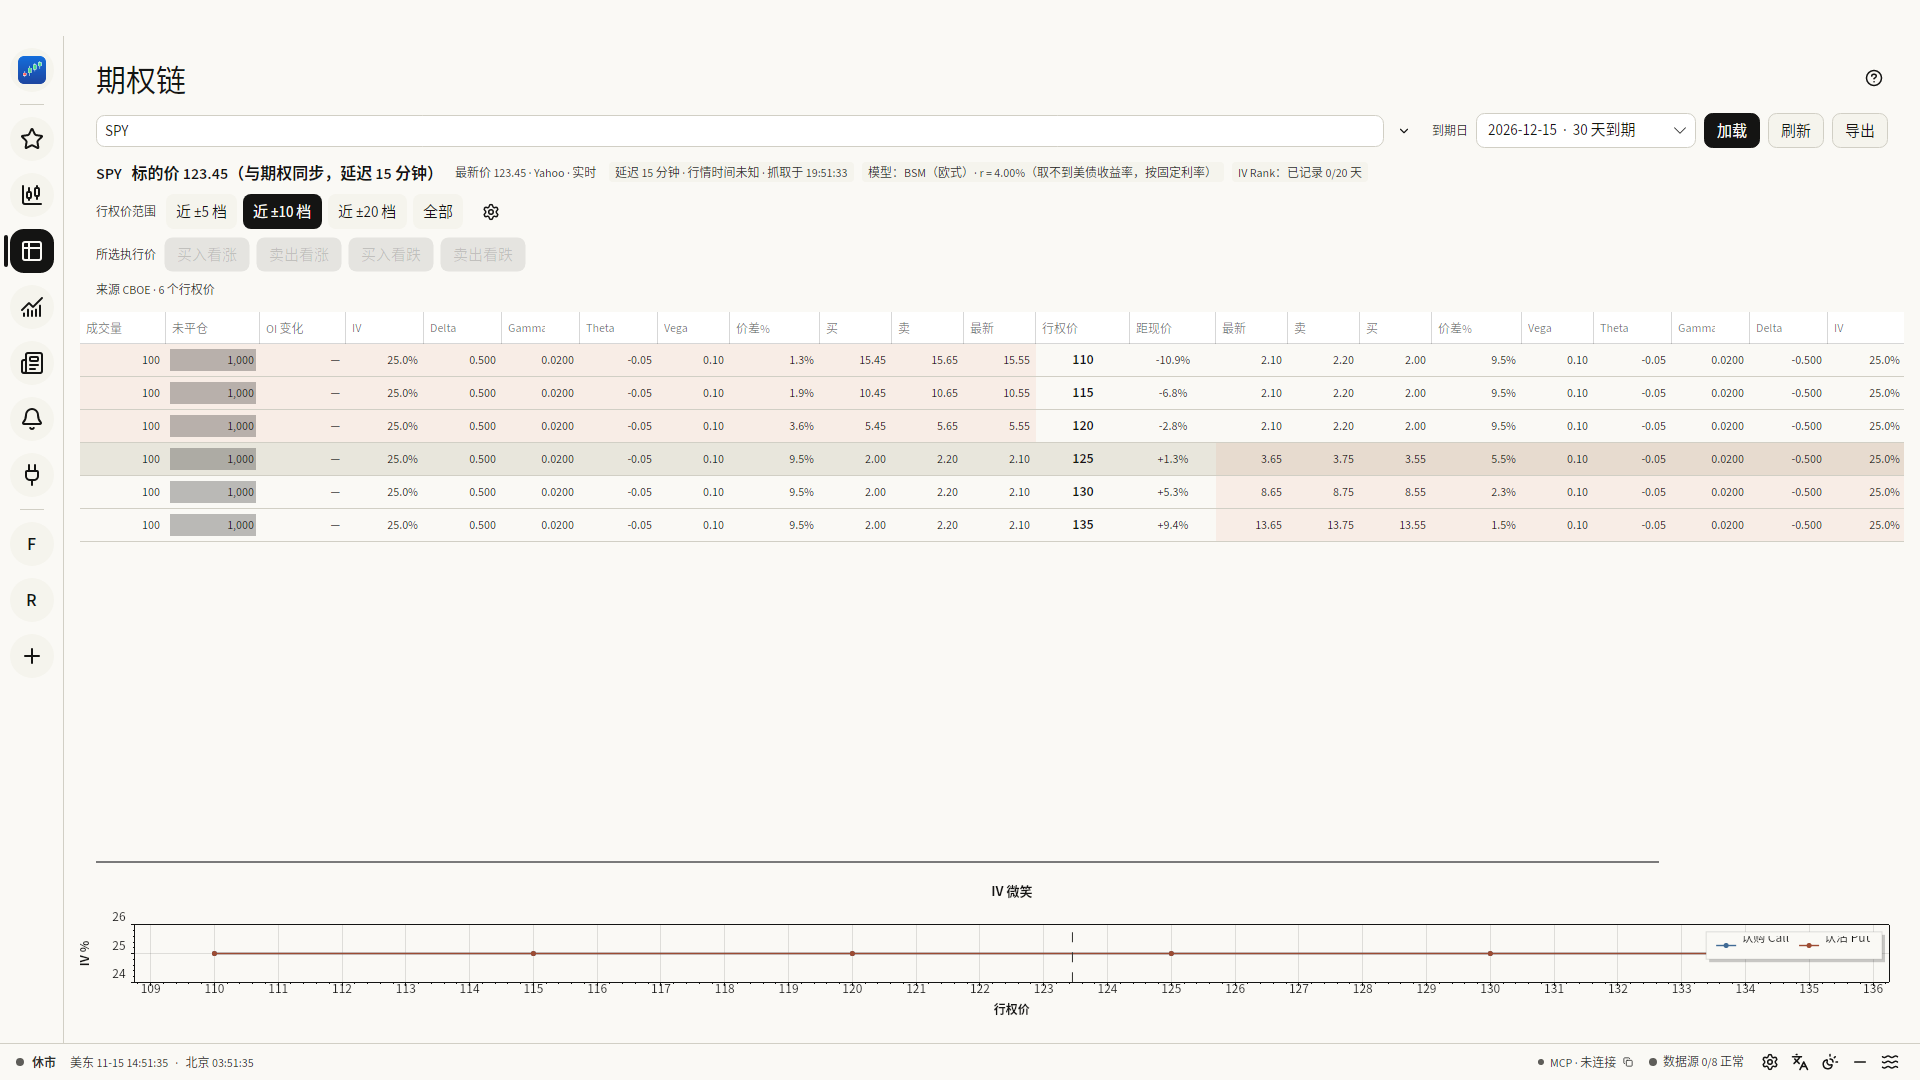 期权链
SPY
到期日
2026-12-15 · 30 天到期
加载
刷新
导出
SPY 标的价 123.45（与期权同步，延迟 15 分钟）
最新价 123.45 · Yahoo · 实时
延迟 15 分钟 · 行情时间未知 · 抓取于 19:51:33
模型：BSM（欧式）· r = 4.00%（取不到美债收益率，按固定利率）
IV Rank：已记录 0/20 天
行权价范围 近 ±5 档 近 ±10 档 近 ±20 档 全部
所选执行价 买入看涨 卖出看涨 买入看跌 卖出看跌
来源 CBOE · 6 个行权价
成交量 未平仓 OI 变化 IV Delta Gamma Theta Vega 价差% 买 卖 最新 行权价 距现价 最新 卖 买 价差% Vega Theta Gamma Delta IV
100 1,000 — 25.0% 0.500 0.0200 -0.05 0.10 1.3% 15.45 15.65 15.55 110 -10.9% 2.10 2.20 2.00 9.5% 0.10 -0.05 0.0200 -0.500 25.0%
100 1,000 — 25.0% 0.500 0.0200 -0.05 0.10 1.9% 10.45 10.65 10.55 115 -6.8% 2.10 2.20 2.00 9.5% 0.10 -0.05 0.0200 -0.500 25.0%
100 1,000 — 25.0% 0.500 0.0200 -0.05 0.10 3.6% 5.45 5.65 5.55 120 -2.8% 2.10 2.20 2.00 9.5% 0.10 -0.05 0.0200 -0.500 25.0%
100 1,000 — 25.0% 0.500 0.0200 -0.05 0.10 9.5% 2.00 2.20 2.10 125 +1.3% 3.65 3.75 3.55 5.5% 0.10 -0.05 0.0200 -0.500 25.0%
100 1,000 — 25.0% 0.500 0.0200 -0.05 0.10 9.5% 2.00 2.20 2.10 130 +5.3% 8.65 8.75 8.55 2.3% 0.10 -0.05 0.0200 -0.500 25.0%
100 1,000 — 25.0% 0.500 0.0200 -0.05 0.10 9.5% 2.00 2.20 2.10 135 +9.4% 13.65 13.75 13.55 1.5% 0.10 -0.05 0.0200 -0.500 25.0%
F
R
IV 微笑
IV %
26
25
24
认购 Call 认沽 Put
109 110 111 112 113 114 115 116 117 118 119 120 121 122 123 124 125 126 127 128 129 130 131 132 133 134 135 136
行权价
休市 美东 11-15 14:51:35 · 北京 03:51:35
MCP · 未连接
数据源 0/8 正常